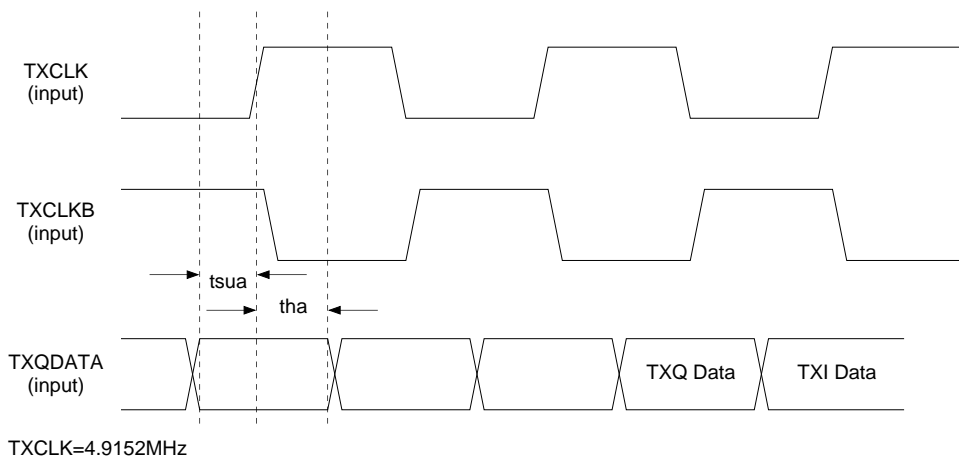 TXCLK
(input)
TXCLKB
(input)
tsua
tha
TXQDATA
(input)
TXQ Data
TXI Data
TXCLK=4.9152MHz